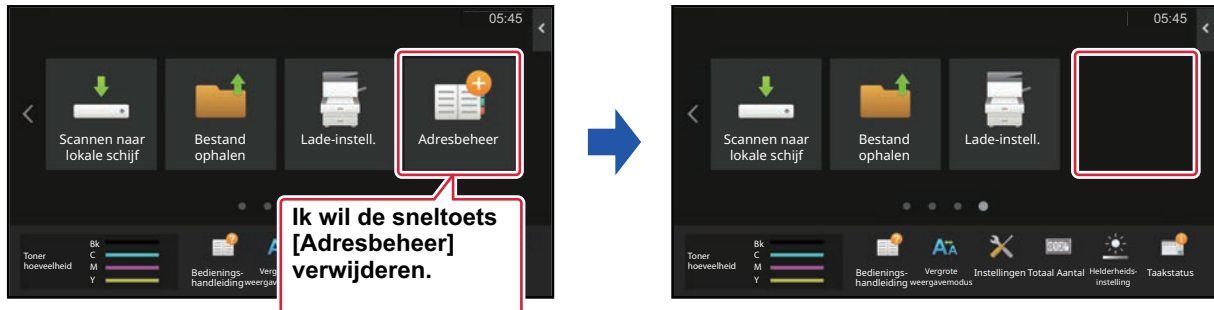 05:45
Scannen naar
lokale schijf
Bestand
ophalen
Lade-instell.
Adresbeheer
Ik wil de sneltoets
[Adresbeheer]
verwijderen.
Toner
hoeveelheid
Bk
C
M
Y
Bedienings-
handleiding
Verg
weergav
05:45
Scannen naar
lokale schijf
Bestand
ophalen
Lade-instell.
Toner
hoeveelheid
Bk
C
M
Y
Bedienings-
handleiding
Vergrote
weergavemodus
Instellingen
Totaal Aantal
Helderheids-
instelling
Taakstatus